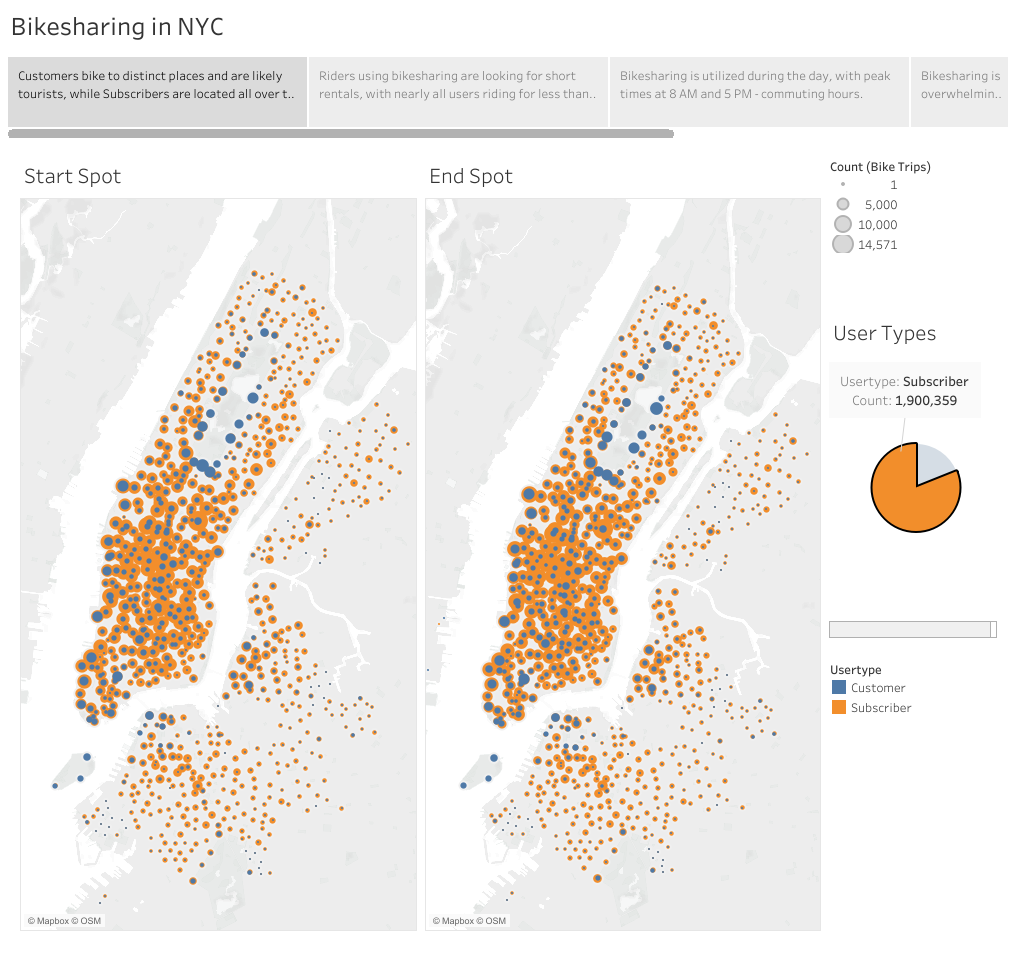 Bikesharing in NYC
Customers bike to distinct places and are likely
tourists, while Subscribers are located all over t..
Riders using bikesharing are looking for short
rentals, with nearly all users riding for less than..
Bikesharing is utilized during the day, with peak
times at 8 AM and 5 PM - commuting hours.
Bikesharing is
overwhelmin..
Start Spot
End Spot
Count (Bike Trips)
1
5,000
10,000
14,571
User Types
Usertype: Subscriber
Count: 1,900,359
Usertype
Customer
Subscriber
© Mapbox © OSM
© Mapbox © OSM